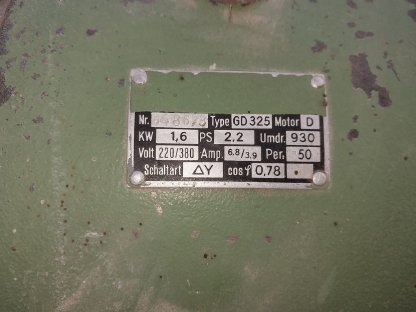 Nr. Type GD 325 Motor D
KW 1,6 PS 2,2 Umdr. 930
Volt 220/380 Amp. 6.8/3.9 Per. 50
Schaltart ΔY cos φ 0,78